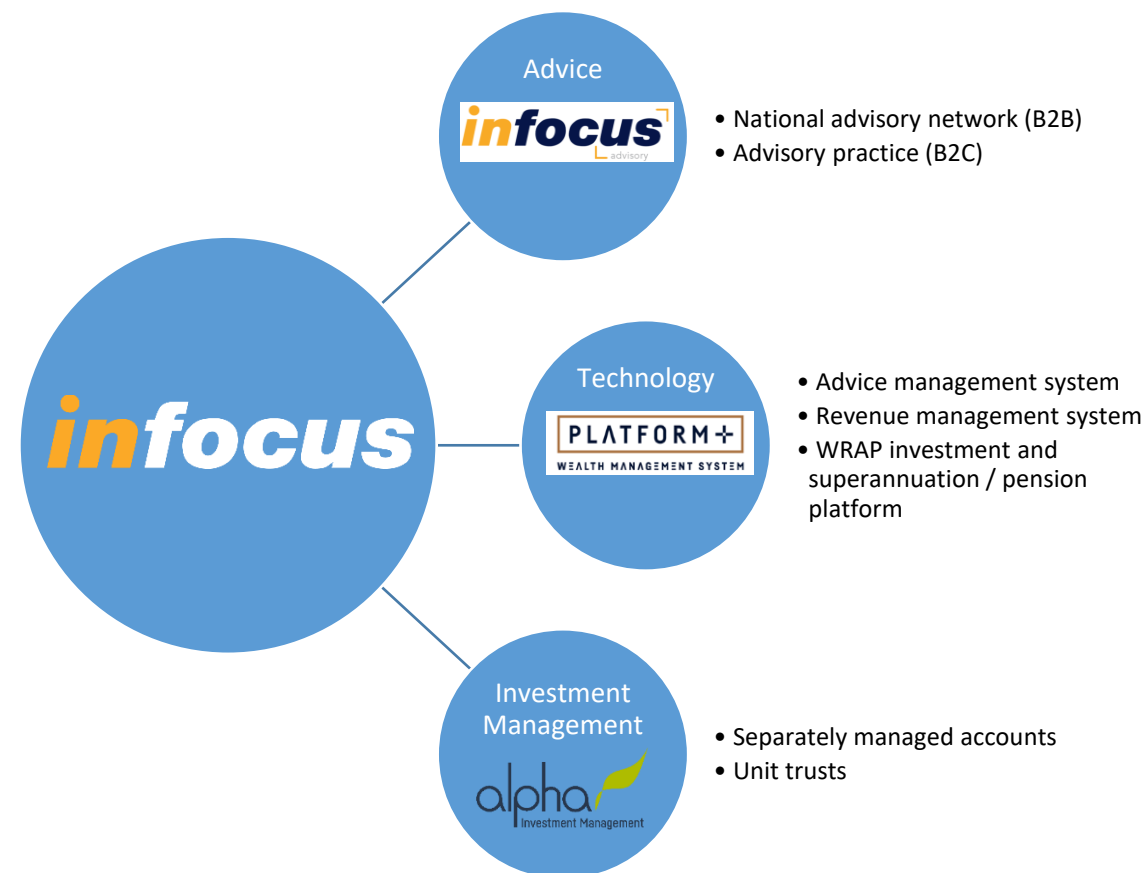 Advice
infocus
advisory
• National advisory network (B2B)
• Advisory practice (B2C)
infocus
Technology
PLATFORM+
WEALTH MANAGEMENT SYSTEM
• Advice management system
• Revenue management system
• WRAP investment and
superannuation / pension
platform
Investment
Management
alpha
Investment Management
• Separately managed accounts
• Unit trusts